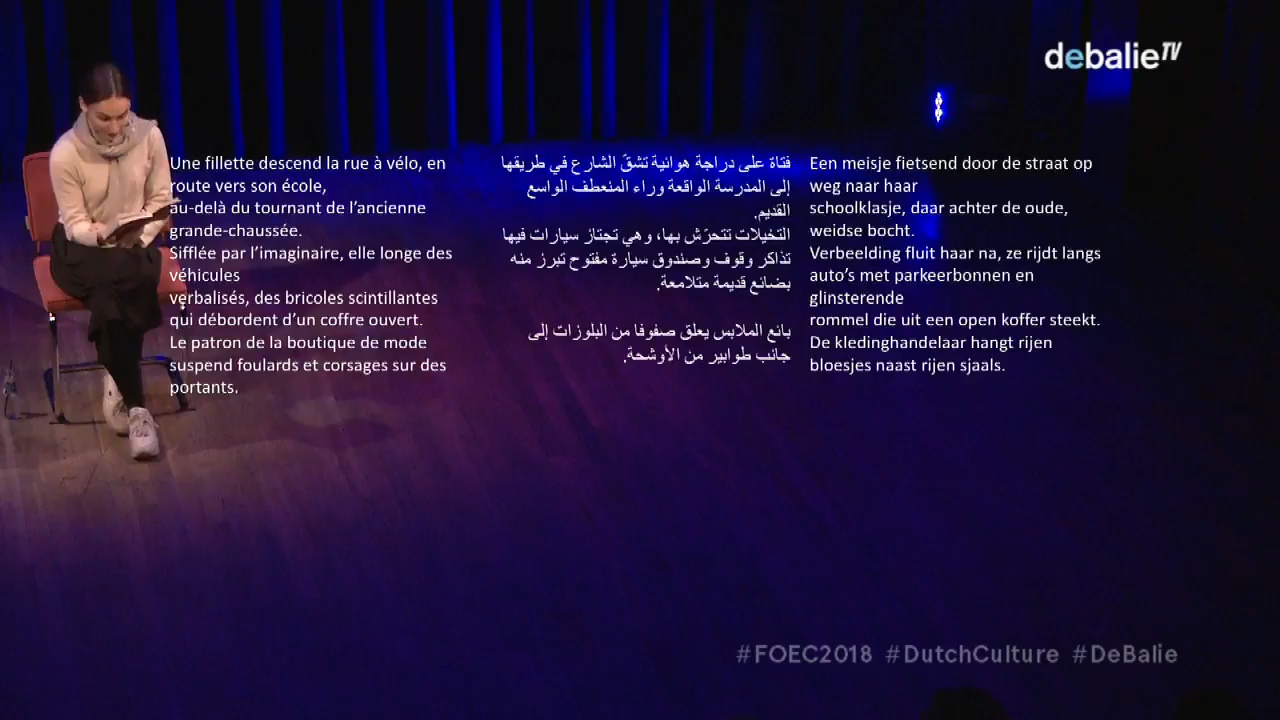 debalieTV
Une fillette descend la rue à vélo, en
route vers son école,
au-delà du tournant de l’ancienne
grande-chaussée.
Sifflée par l’imaginaire, elle longe des
véhicules
verbalisés, des bricoles scintillantes
qui débordent d’un coffre ouvert.
Le patron de la boutique de mode
suspend foulards et corsages sur des
portants.
فتاة على دراجة هوائية تشقّ الشارع في طريقها
إلى المدرسة الواقعة وراء المنعطف الواسع
القديم.
التخيلات تتحرّش بها، وهي تجتاز سيارات فيها
تذاكر وقوف وصندوق سيارة مفتوح تبرز منه
بضائع قديمة متلامعة.
بائع الملابس يعلق صفوفا من البلوزات إلى
جانب طوابير من الأوشحة.
Een meisje fietsend door de straat op
weg naar haar
schoolklasje, daar achter de oude,
weidse bocht.
Verbeelding fluit haar na, ze rijdt langs
auto’s met parkeerbonnen en
glinsterende
rommel die uit een open koffer steekt.
De kledinghandelaar hangt rijen
bloesjes naast rijen sjaals.
#FOEC2018 #DutchCulture #DeBalie